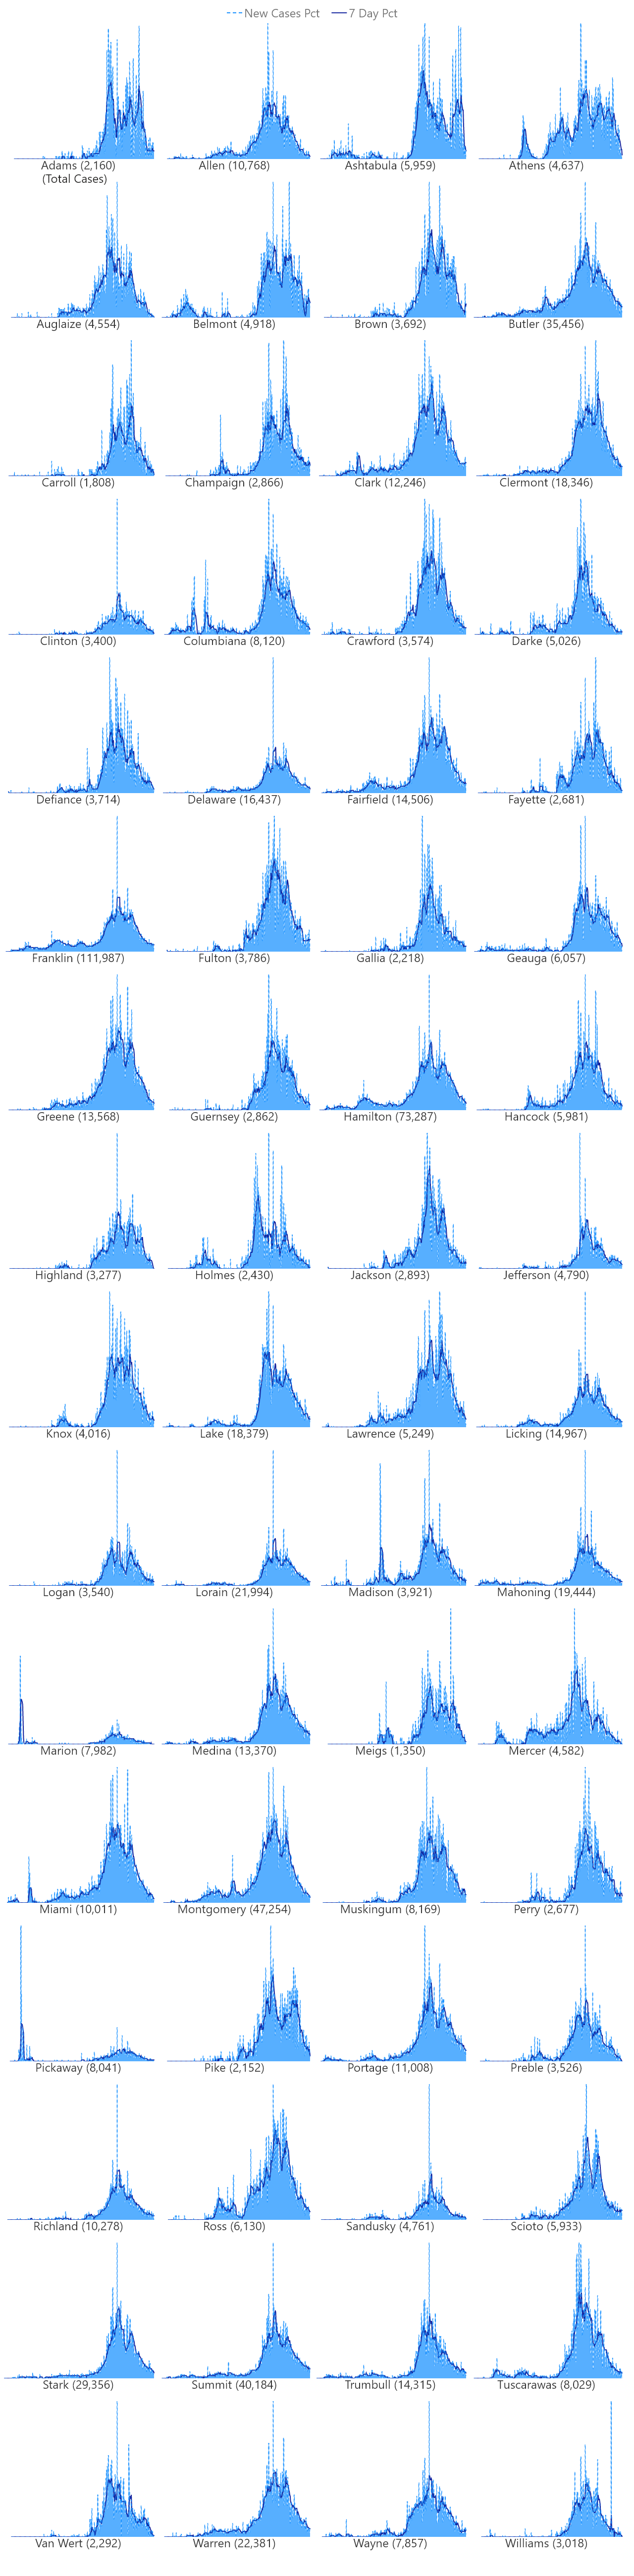 New Cases Pct 7 Day Pct
Adams (2,160) Allen (10,768) Ashtabula (5,959) Athens (4,637)
(Total Cases)
Auglaize (4,554) Belmont (4,918) Brown (3,692) Butler (35,456)
Carroll (1,808) Champaign (2,866) Clark (12,246) Clermont (18,346)
Clinton (3,400) Columbiana (8,120) Crawford (3,574) Darke (5,026)
Defiance (3,714) Delaware (16,437) Fairfield (14,506) Fayette (2,681)
Franklin (111,987) Fulton (3,786) Gallia (2,218) Geauga (6,057)
Greene (13,568) Guernsey (2,862) Hamilton (73,287) Hancock (5,981)
Highland (3,277) Holmes (2,430) Jackson (2,893) Jefferson (4,790)
Knox (4,016) Lake (18,379) Lawrence (5,249) Licking (14,967)
Logan (3,540) Lorain (21,994) Madison (3,921) Mahoning (19,444)
Marion (7,982) Medina (13,370) Meigs (1,350) Mercer (4,582)
Miami (10,011) Montgomery (47,254) Muskingum (8,169) Perry (2,677)
Pickaway (8,041) Pike (2,152) Portage (11,008) Preble (3,526)
Richland (10,278) Ross (6,130) Sandusky (4,761) Scioto (5,933)
Stark (29,356) Summit (40,184) Trumbull (14,315) Tuscarawas (8,029)
Van Wert (2,292) Warren (22,381) Wayne (7,857) Williams (3,018)